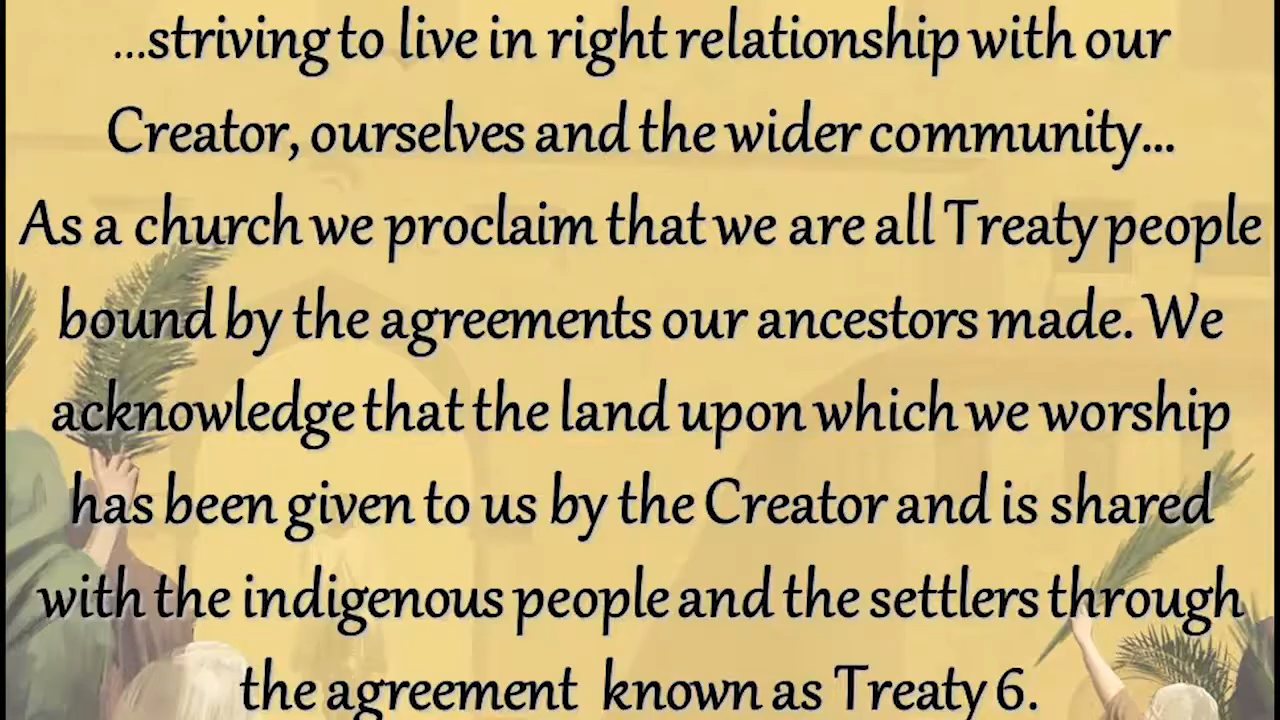 ...striving to live in right relationship with our
Creator, ourselves and the wider community...
As a church we proclaim that we are all Treaty people
bound by the agreements our ancestors made. We
acknowledge that the land upon which we worship
has been given to us by the Creator and is shared
with the indigenous people and the settlers through
the agreement known as Treaty 6.